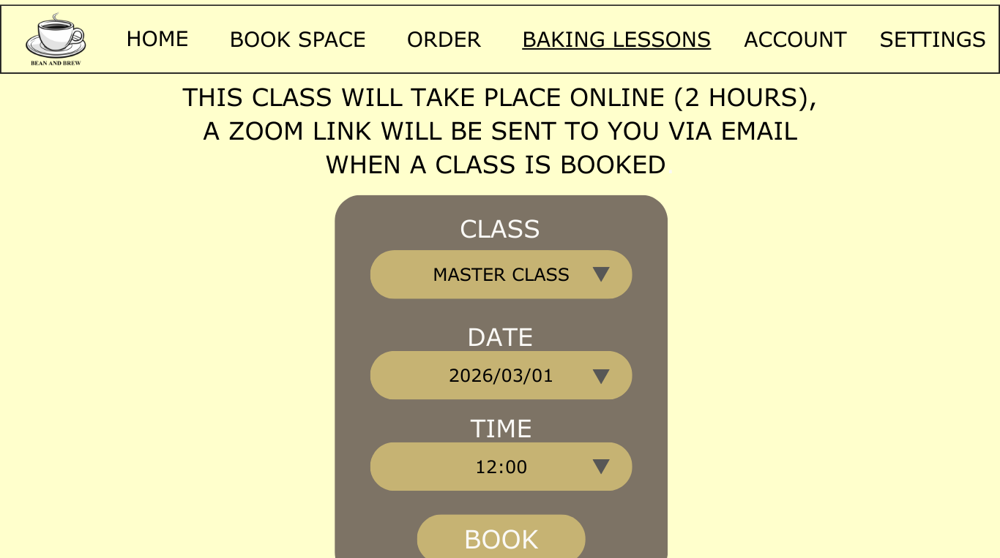 BEAN AND BREW
HOME BOOK SPACE ORDER BAKING LESSONS ACCOUNT SETTINGS
THIS CLASS WILL TAKE PLACE ONLINE (2 HOURS),
A ZOOM LINK WILL BE SENT TO YOU VIA EMAIL
WHEN A CLASS IS BOOKED.
CLASS
MASTER CLASS
DATE
2026/03/01
TIME
12:00
BOOK